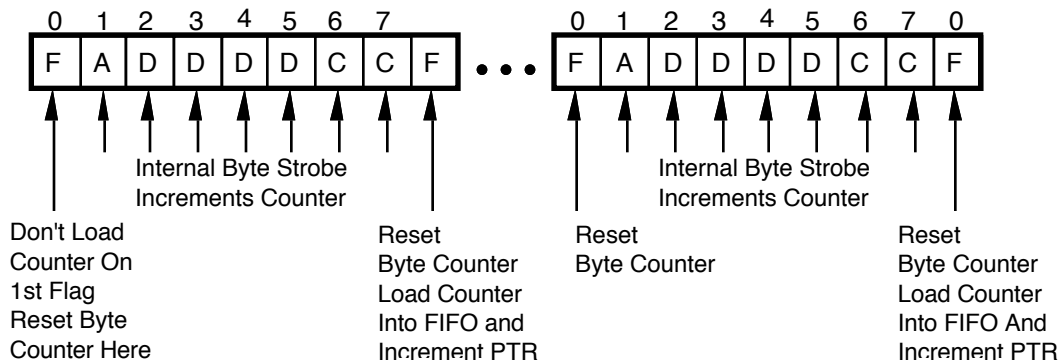 0 1 2 3 4 5 6 7 0 1 2 3 4 5 6 7 0
F A D D D D C C F ••• F A D D D D C C F
Internal Byte Strobe
Increments Counter
Internal Byte Strobe
Increments Counter
Don't Load
Counter On
1st Flag
Reset Byte
Counter Here
Reset
Byte Counter
Load Counter
Into FIFO and
Increment PTR
Reset
Byte Counter
Reset
Byte Counter
Load Counter
Into FIFO And
Increment PTR